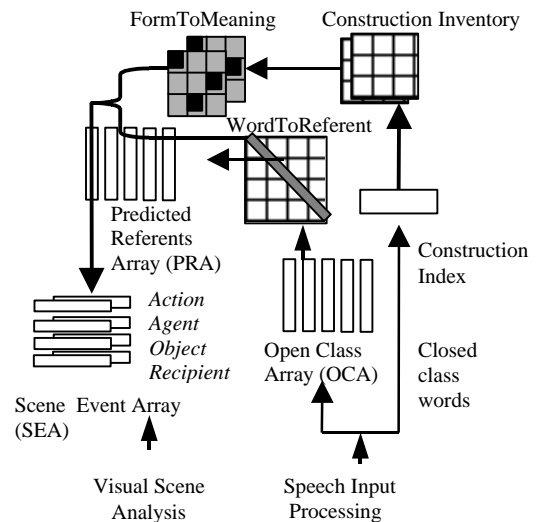 FormToMeaning
Construction Inventory
WordToReferent
Predicted
Referents
Array (PRA)
Construction
Index
Action
Agent
Object
Recipient
Open Class
Array (OCA)
Closed
class
words
Scene Event Array
(SEA)
Visual Scene
Analysis
Speech Input
Processing